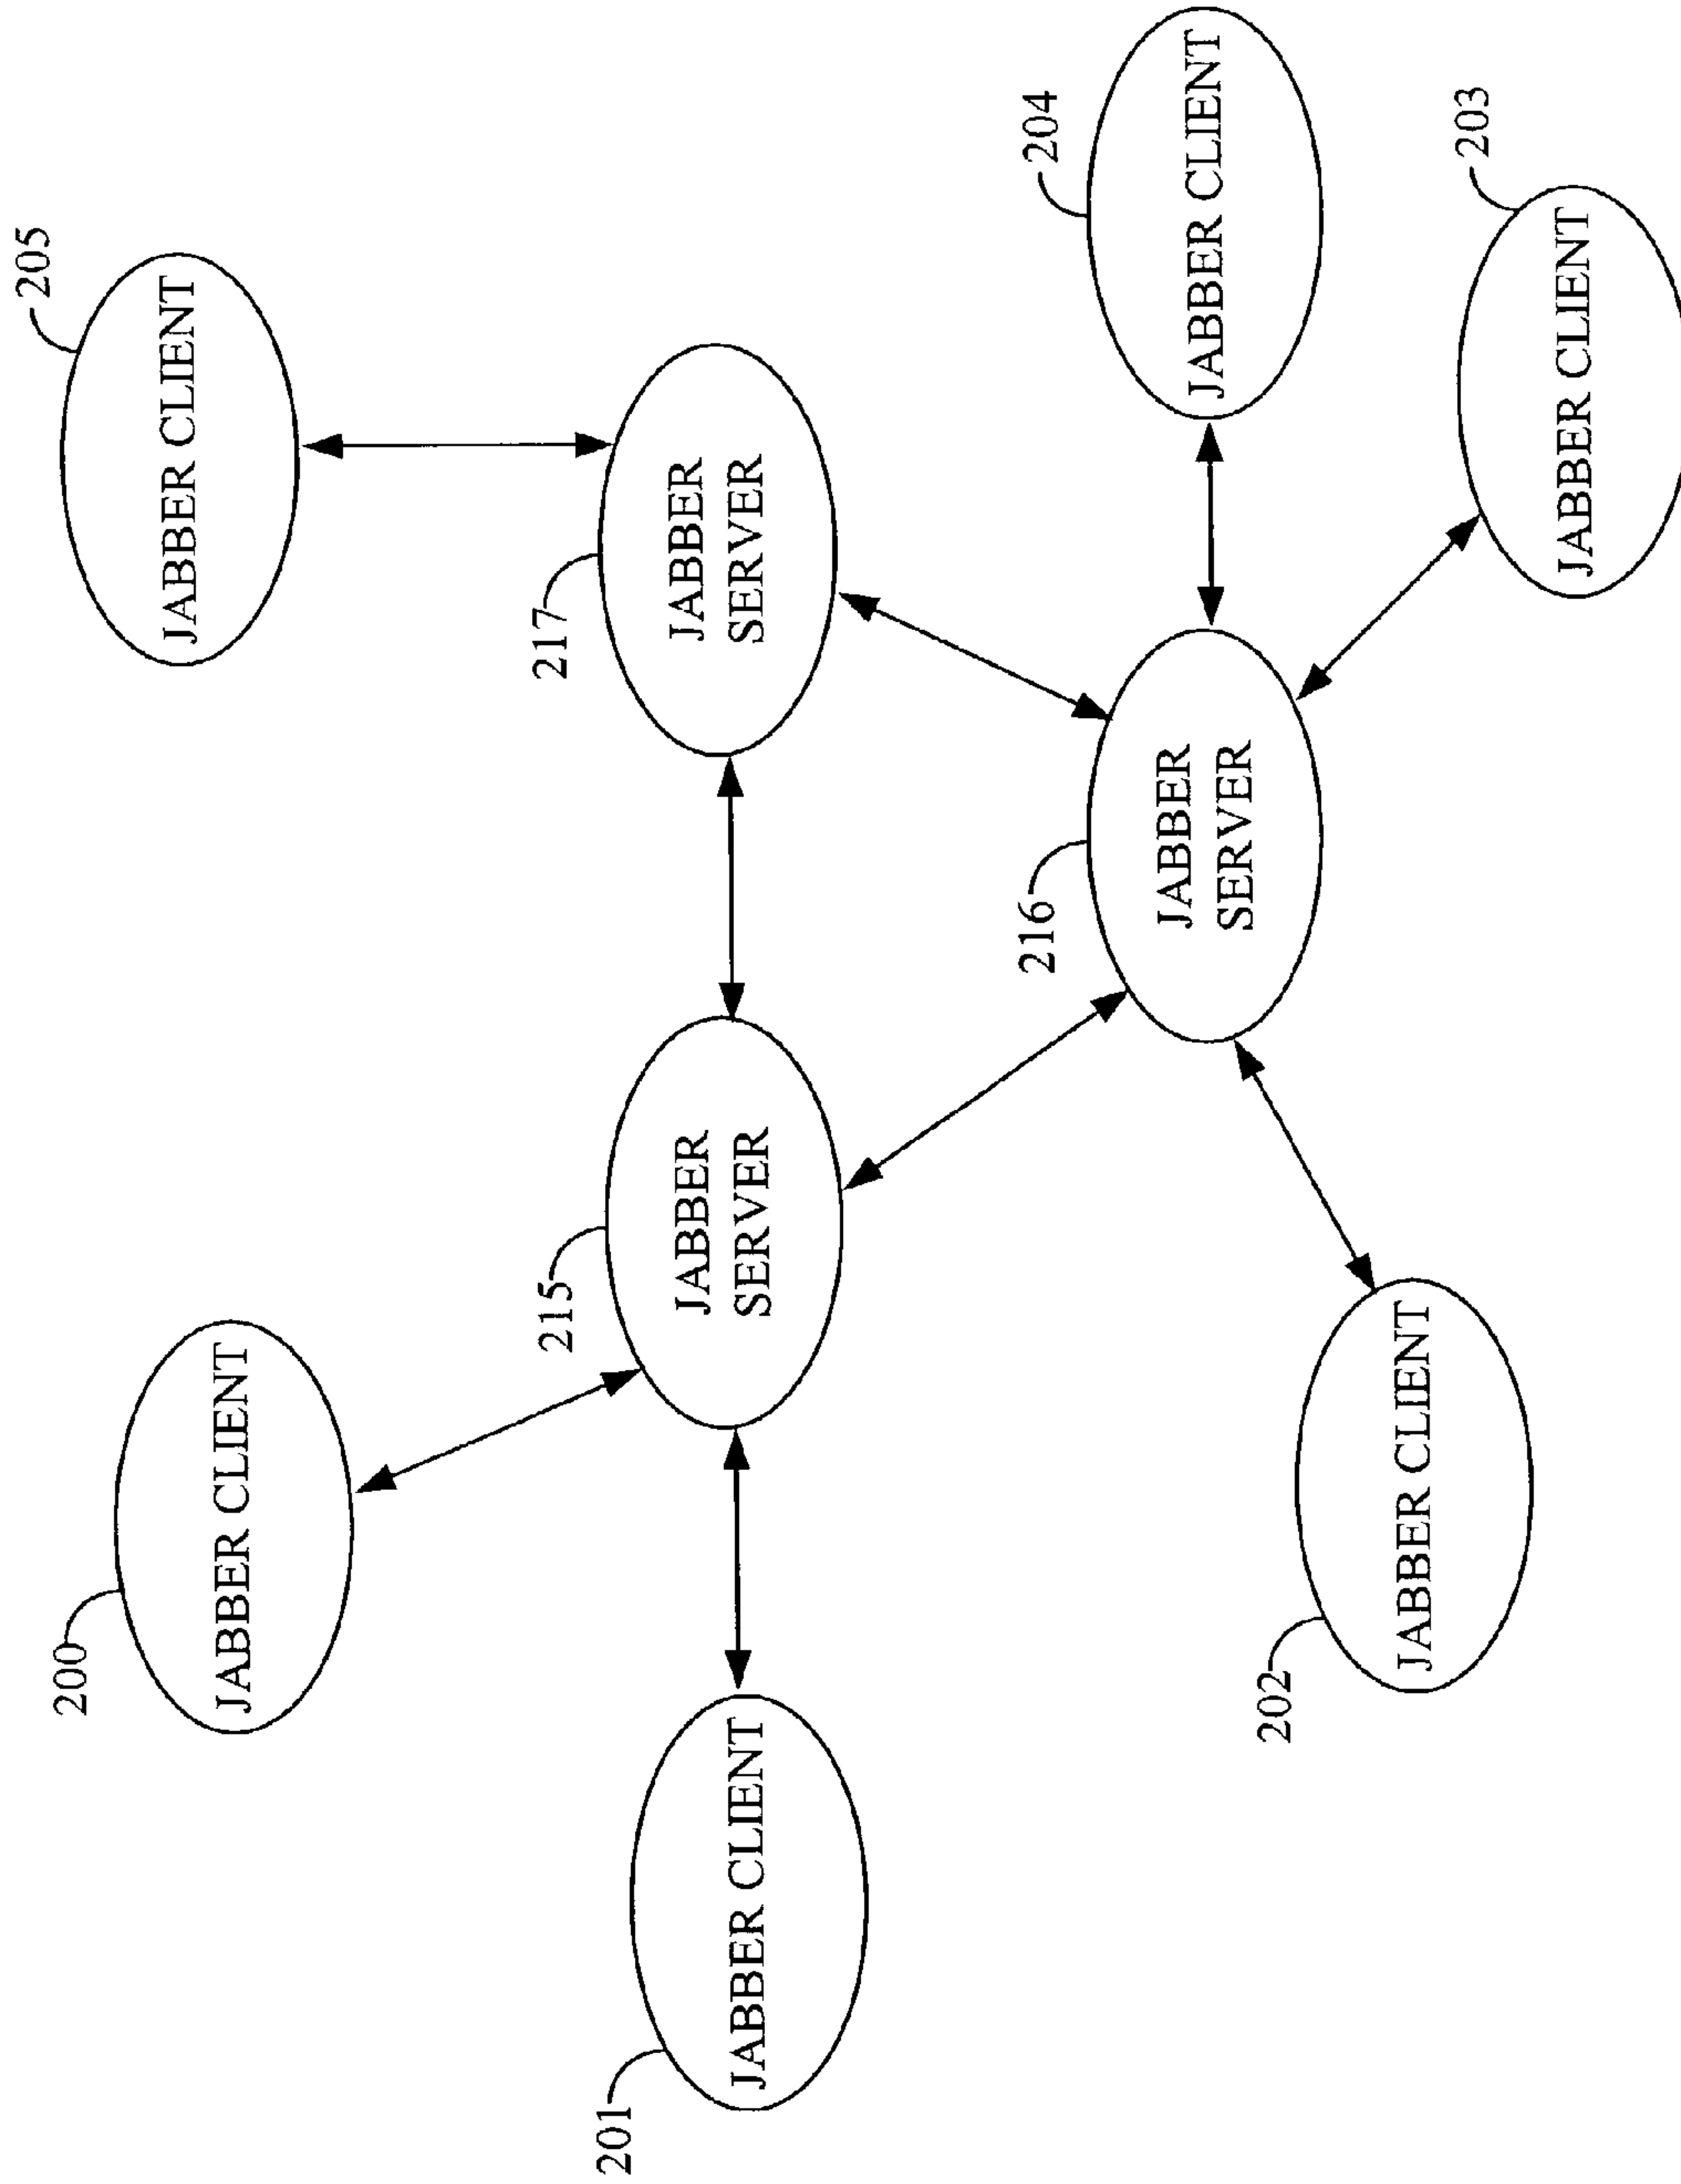 205
JABBER CLIENT
200
JABBER CLIENT
217
JABBER
SERVER
215
JABBER
SERVER
201
JABBER CLIENT
204
JABBER CLIENT
216
JABBER
SERVER
202
JABBER CLIENT
203
JABBER CLIENT